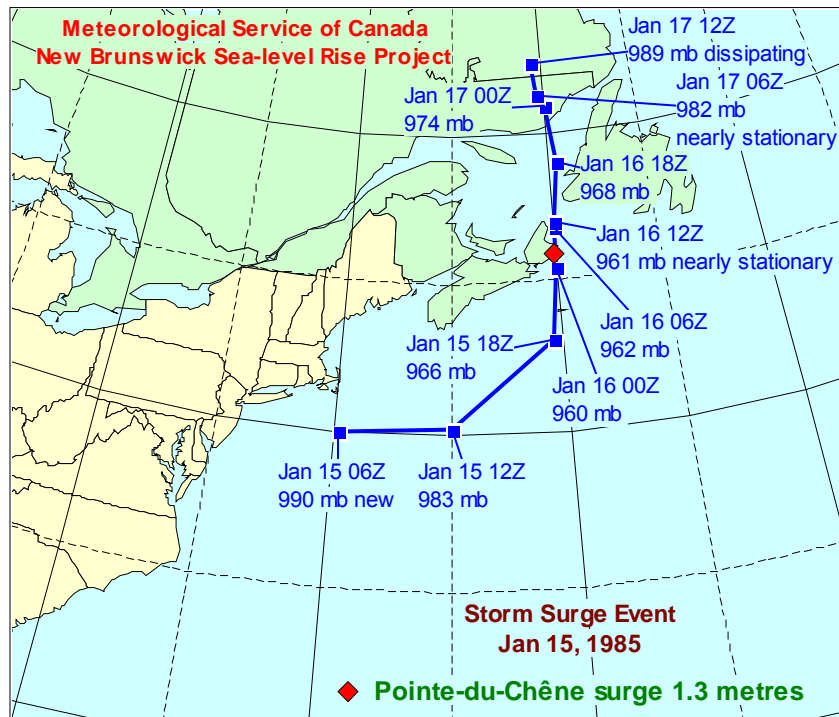 Meteorological Service of Canada
New Brunswick Sea-level Rise Project
Jan 17 12Z
989 mb dissipating
Jan 17 06Z
982 mb
nearly stationary
Jan 17 00Z
974 mb
Jan 16 18Z
968 mb
Jan 16 12Z
961 mb nearly stationary
Jan 16 06Z
962 mb
Jan 15 18Z
966 mb
Jan 16 00Z
960 mb
Jan 15 06Z
990 mb new
Jan 15 12Z
983 mb
Storm Surge Event
Jan 15, 1985
Pointe-du-Chêne surge 1.3 metres